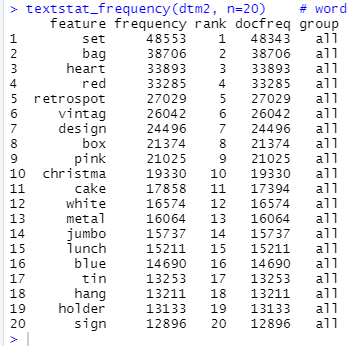 > textstat_frequency(dtm2, n=20)    # word
feature frequency rank docfreq group
1 set 48553 1 48343 all
2 bag 38706 2 38706 all
3 heart 33893 3 33893 all
4 red 33285 4 33285 all
5 retrospot 27029 5 27029 all
6 vintag 26042 6 26042 all
7 design 24496 7 24496 all
8 box 21374 8 21374 all
9 pink 21025 9 21025 all
10 christma 19330 10 19330 all
11 cake 17858 11 17394 all
12 white 16574 12 16574 all
13 metal 16064 13 16064 all
14 jumbo 15737 14 15737 all
15 lunch 15211 15 15211 all
16 blue 14690 16 14690 all
17 tin 13253 17 13253 all
18 hang 13211 18 13211 all
19 holder 13133 19 13133 all
20 sign 12896 20 12896 all
>